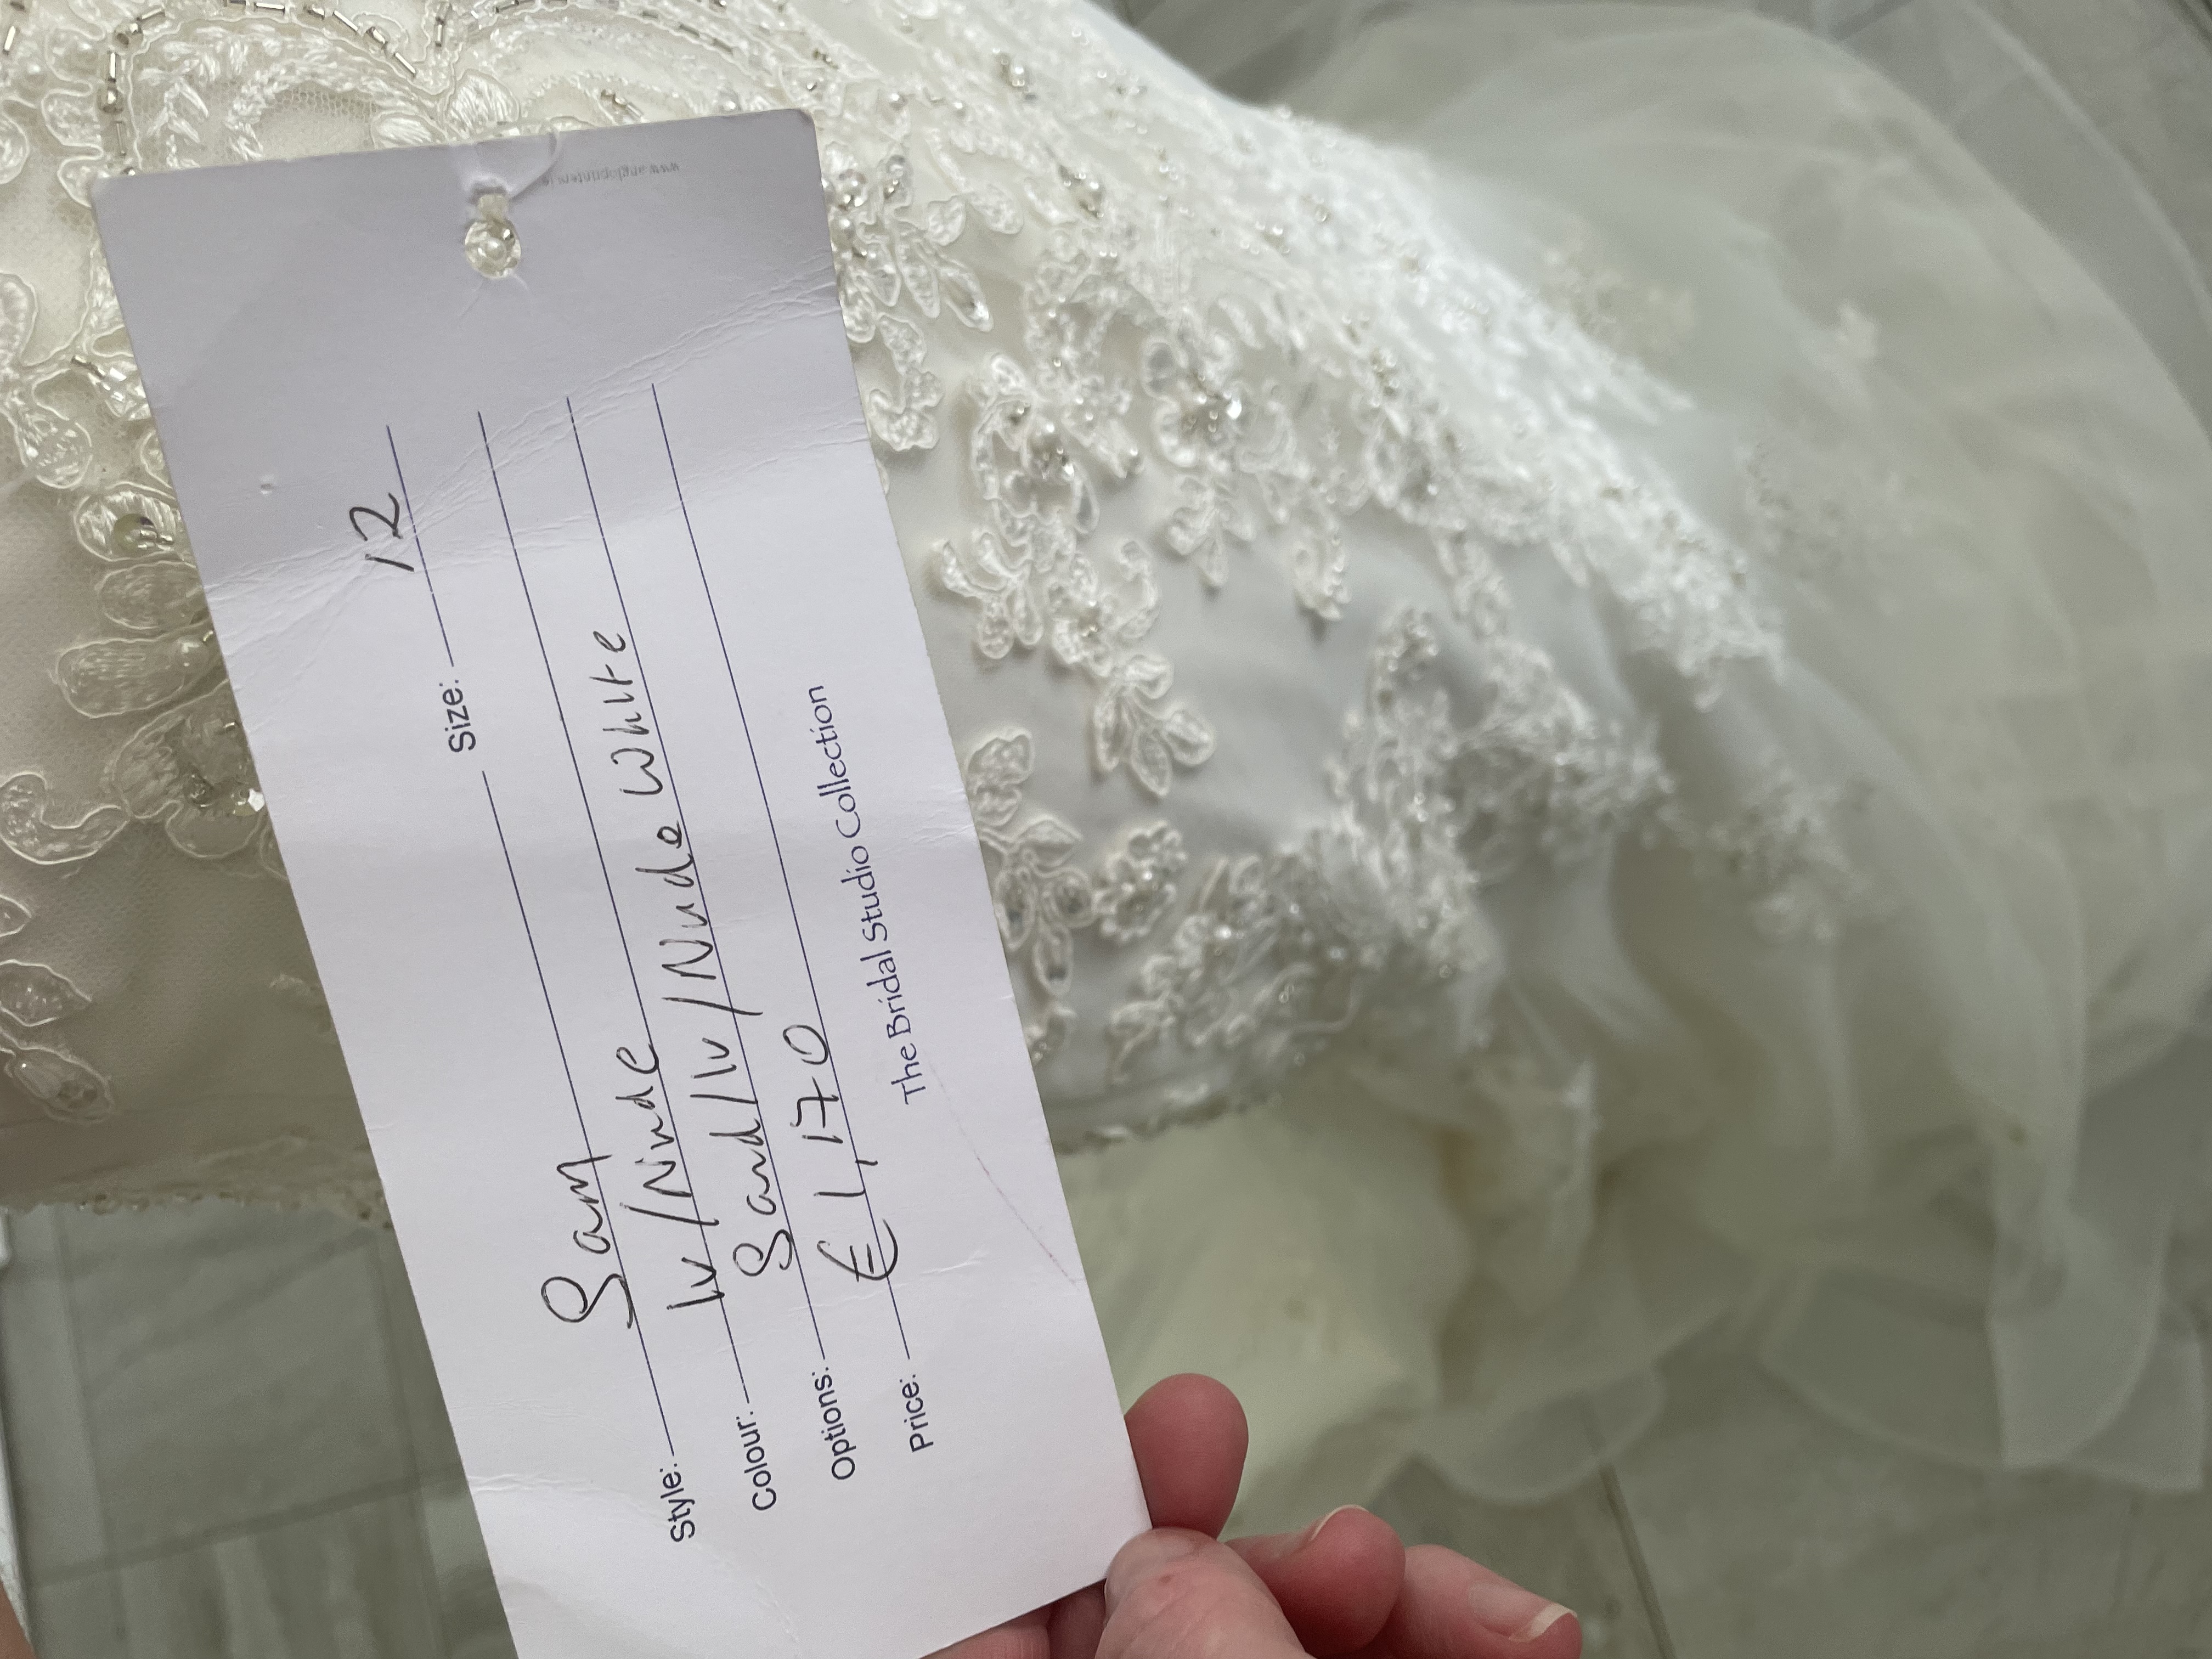 Style: Sam Size: 12
Colour: Iv/Nude
Options: Sand/Iv/Nude White
Price: €1,170
The Bridal Studio Collection